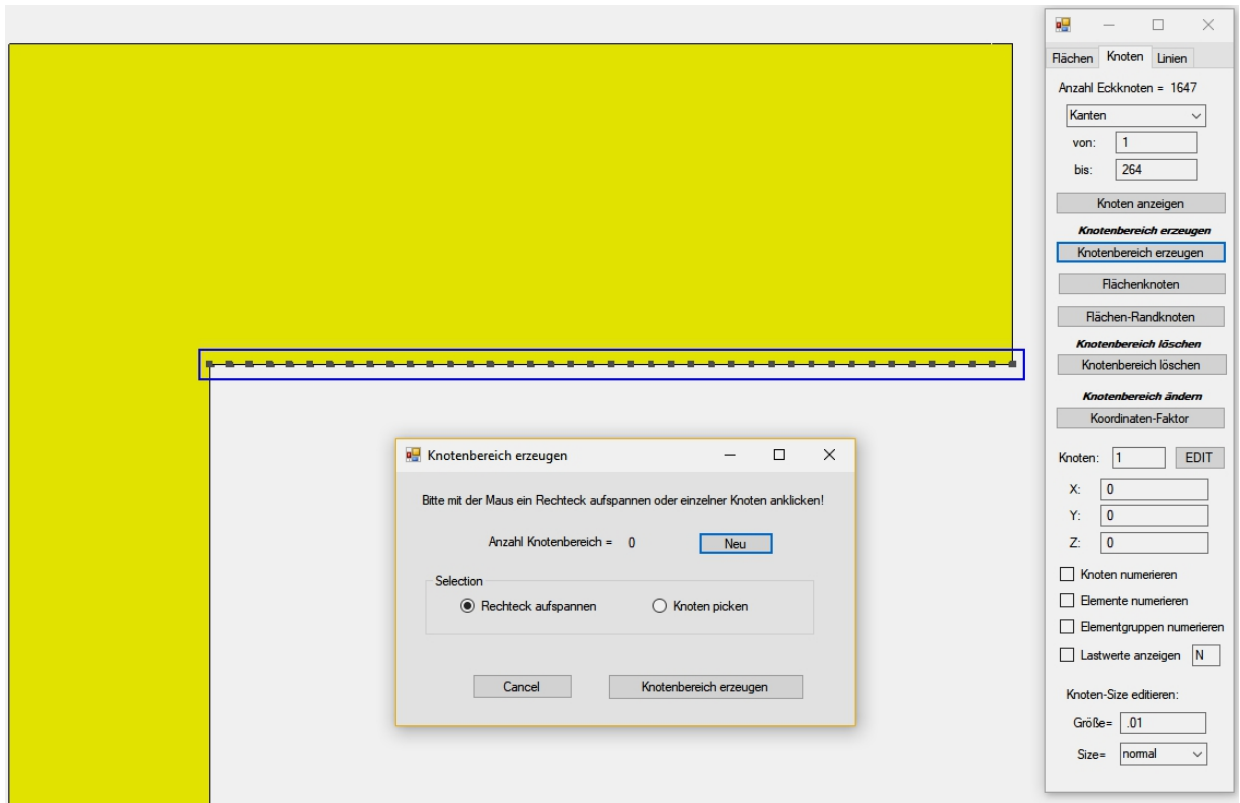 Flächen Knoten Linien
Anzahl Eckknoten = 1647
Kanten
von: 1
bis: 264
Knoten anzeigen
Knotenbereich erzeugen
Knotenbereich erzeugen
Flächenknoten
Flächen-Randknoten
Knotenbereich löschen
Knotenbereich löschen
Knotenbereich ändern
Koordinaten-Faktor
Knoten: 1 EDIT
X: 0
Y: 0
Z: 0
Knoten numerieren
Elemente numerieren
Elementgruppen numerieren
Lastwerte anzeigen N
Knoten-Size editieren:
Größe= .01
Size= normal
Knotenbereich erzeugen
Bitte mit der Maus ein Rechteck aufspannen oder einzelner Knoten anklicken!
Anzahl Knotenbereich = 0 Neu
Selection
Rechteck aufspannen Knoten picken
Cancel Knotenbereich erzeugen